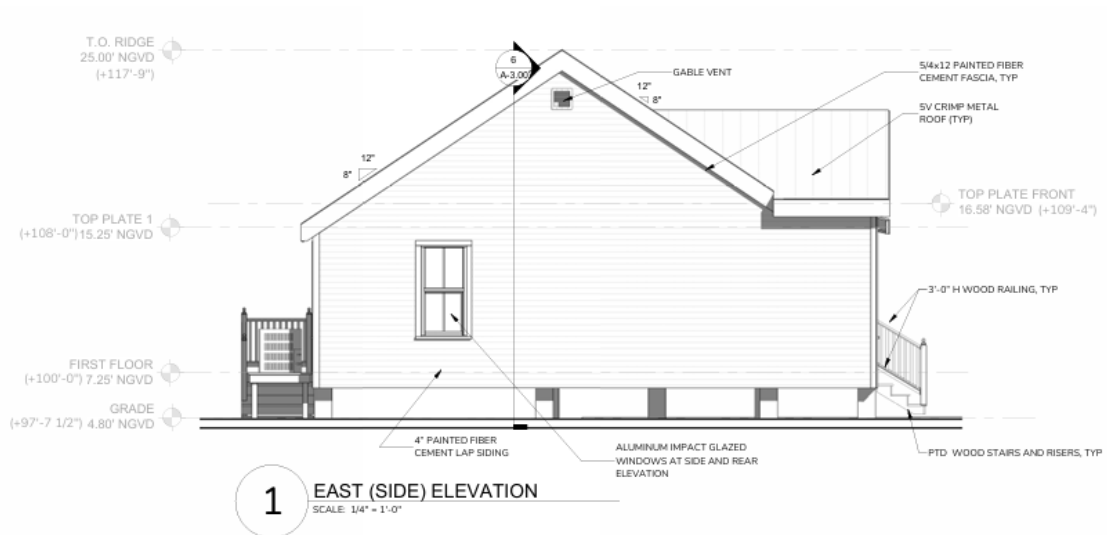 T.O. RIDGE
25.00' NGVD
(+117'-9")
6
A-3.00
GABLE VENT
5/4x12 PAINTED FIBER
CEMENT FASCIA, TYP
12"
8"
5V CRIMP METAL
ROOF (TYP)
12"
8"
TOP PLATE FRONT
16.58' NGVD (+109'-4")
TOP PLATE 1
(+108'-0") 15.25' NGVD
3'-0" H WOOD RAILING, TYP
FIRST FLOOR
(+100'-0") 7.25' NGVD
GRADE
(+97'-7 1/2") 4.80' NGVD
4" PAINTED FIBER
CEMENT LAP SIDING
ALUMINUM IMPACT GLAZED
WINDOWS AT SIDE AND REAR
ELEVATION
PTD WOOD STAIRS AND RISERS, TYP
1
EAST (SIDE) ELEVATION
SCALE: 1/4" = 1'-0"